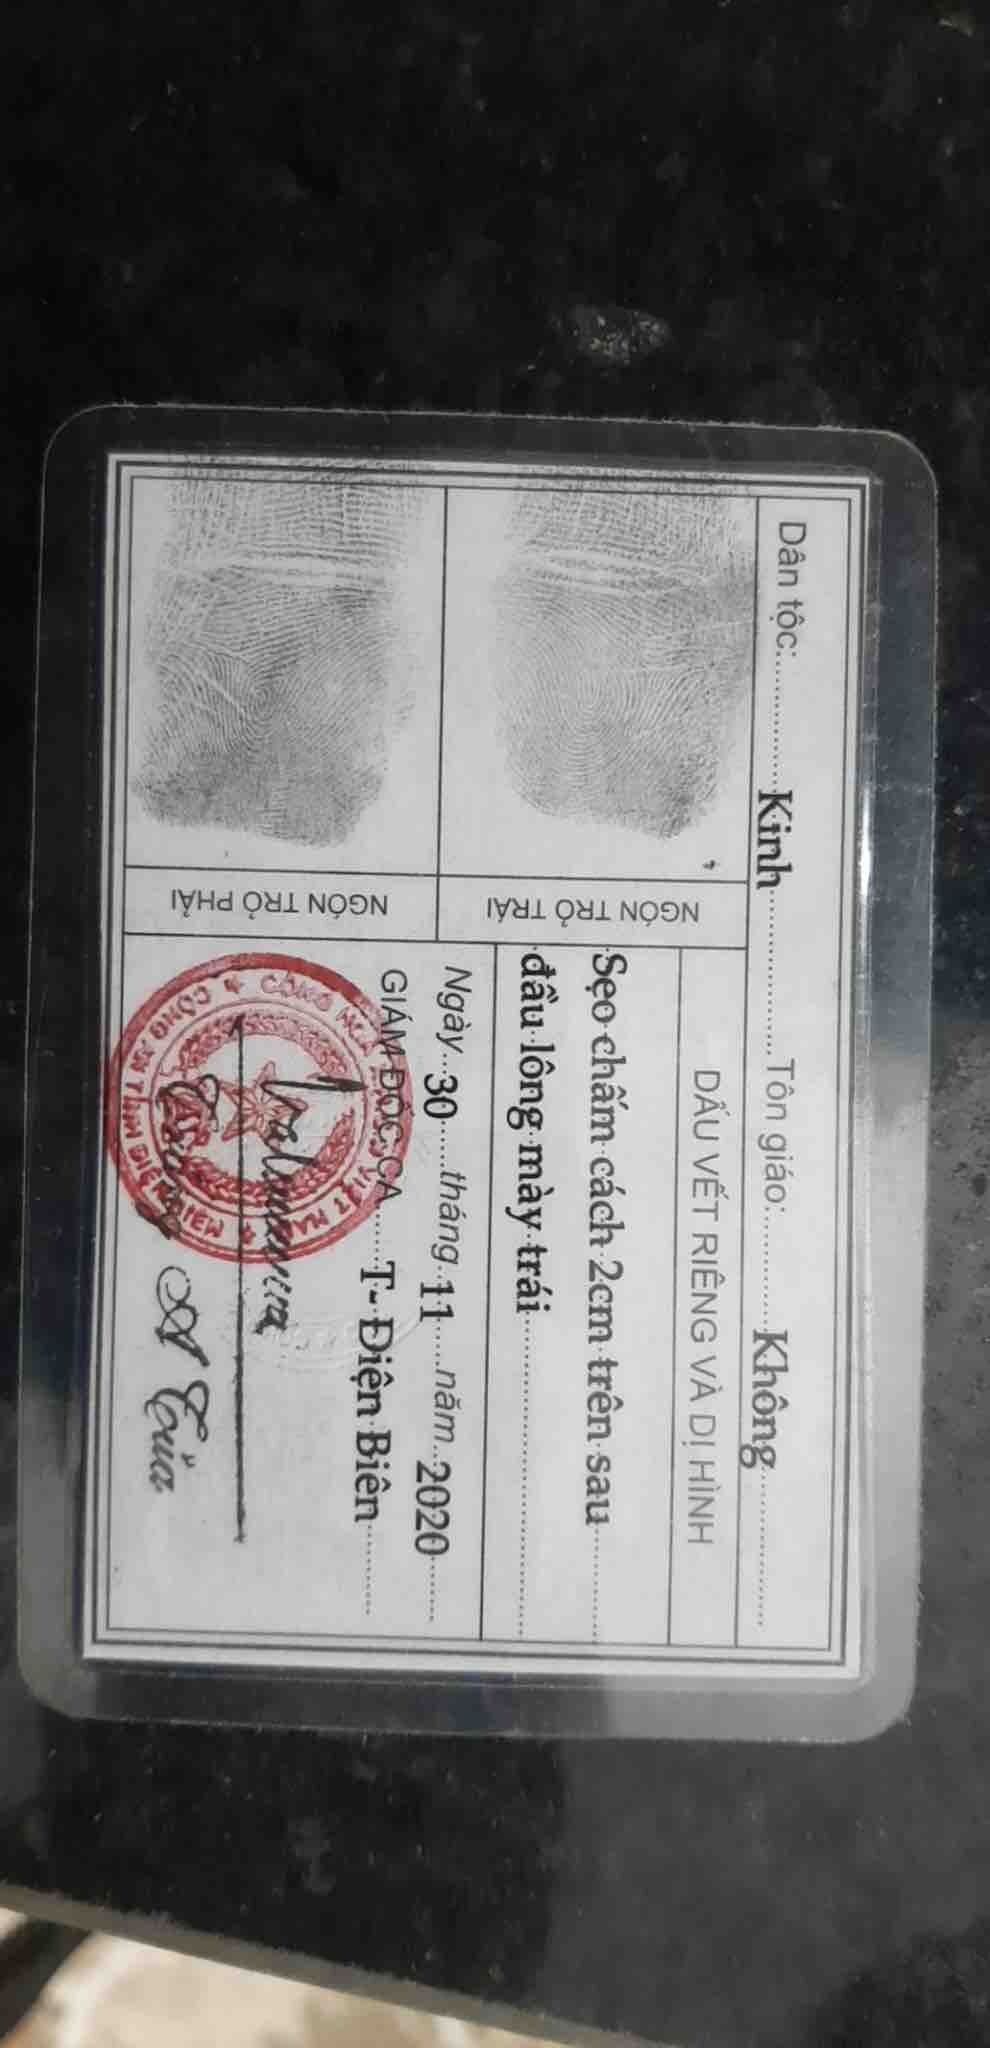 Dân tộc: Kinh Tôn giáo: Không
DẤU VẾT RIÊNG VÀ DỊ HÌNH
Sẹo chấm cách 2cm trên sau
đầu lông mày trái
NGÓN TRỎ TRÁI
NGÓN TRỎ PHẢI
Ngày 30 tháng 11 năm 2020
GIÁM ĐỐC CA T- Điện Biên
A Tủa